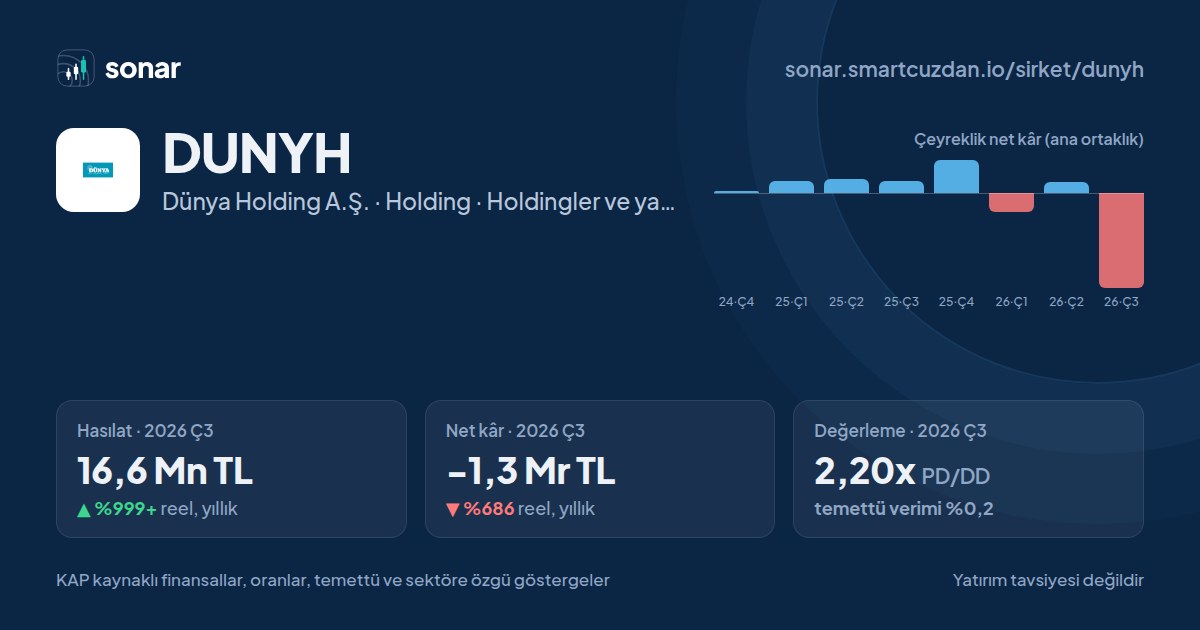 sonar
sonar.smartcuzdan.io/sirket/dunyh
DÜNYA
DUNYH
Dünya Holding A.Ş. · Holding · Holdingler ve ya...
Çeyreklik net kâr (ana ortaklık)
24·Ç4 25·Ç1 25·Ç2 25·Ç3 25·Ç4 26·Ç1 26·Ç2 26·Ç3
Hasılat · 2026 Ç3
16,6 Mn TL
▲ %999+ reel, yıllık
Net kâr · 2026 Ç3
−1,3 Mr TL
▼ %686 reel, yıllık
Değerleme · 2026 Ç3
2,20x PD/DD
temettü verimi %0,2
KAP kaynaklı finansallar, oranlar, temettü ve sektöre özgü göstergeler
Yatırım tavsiyesi değildir